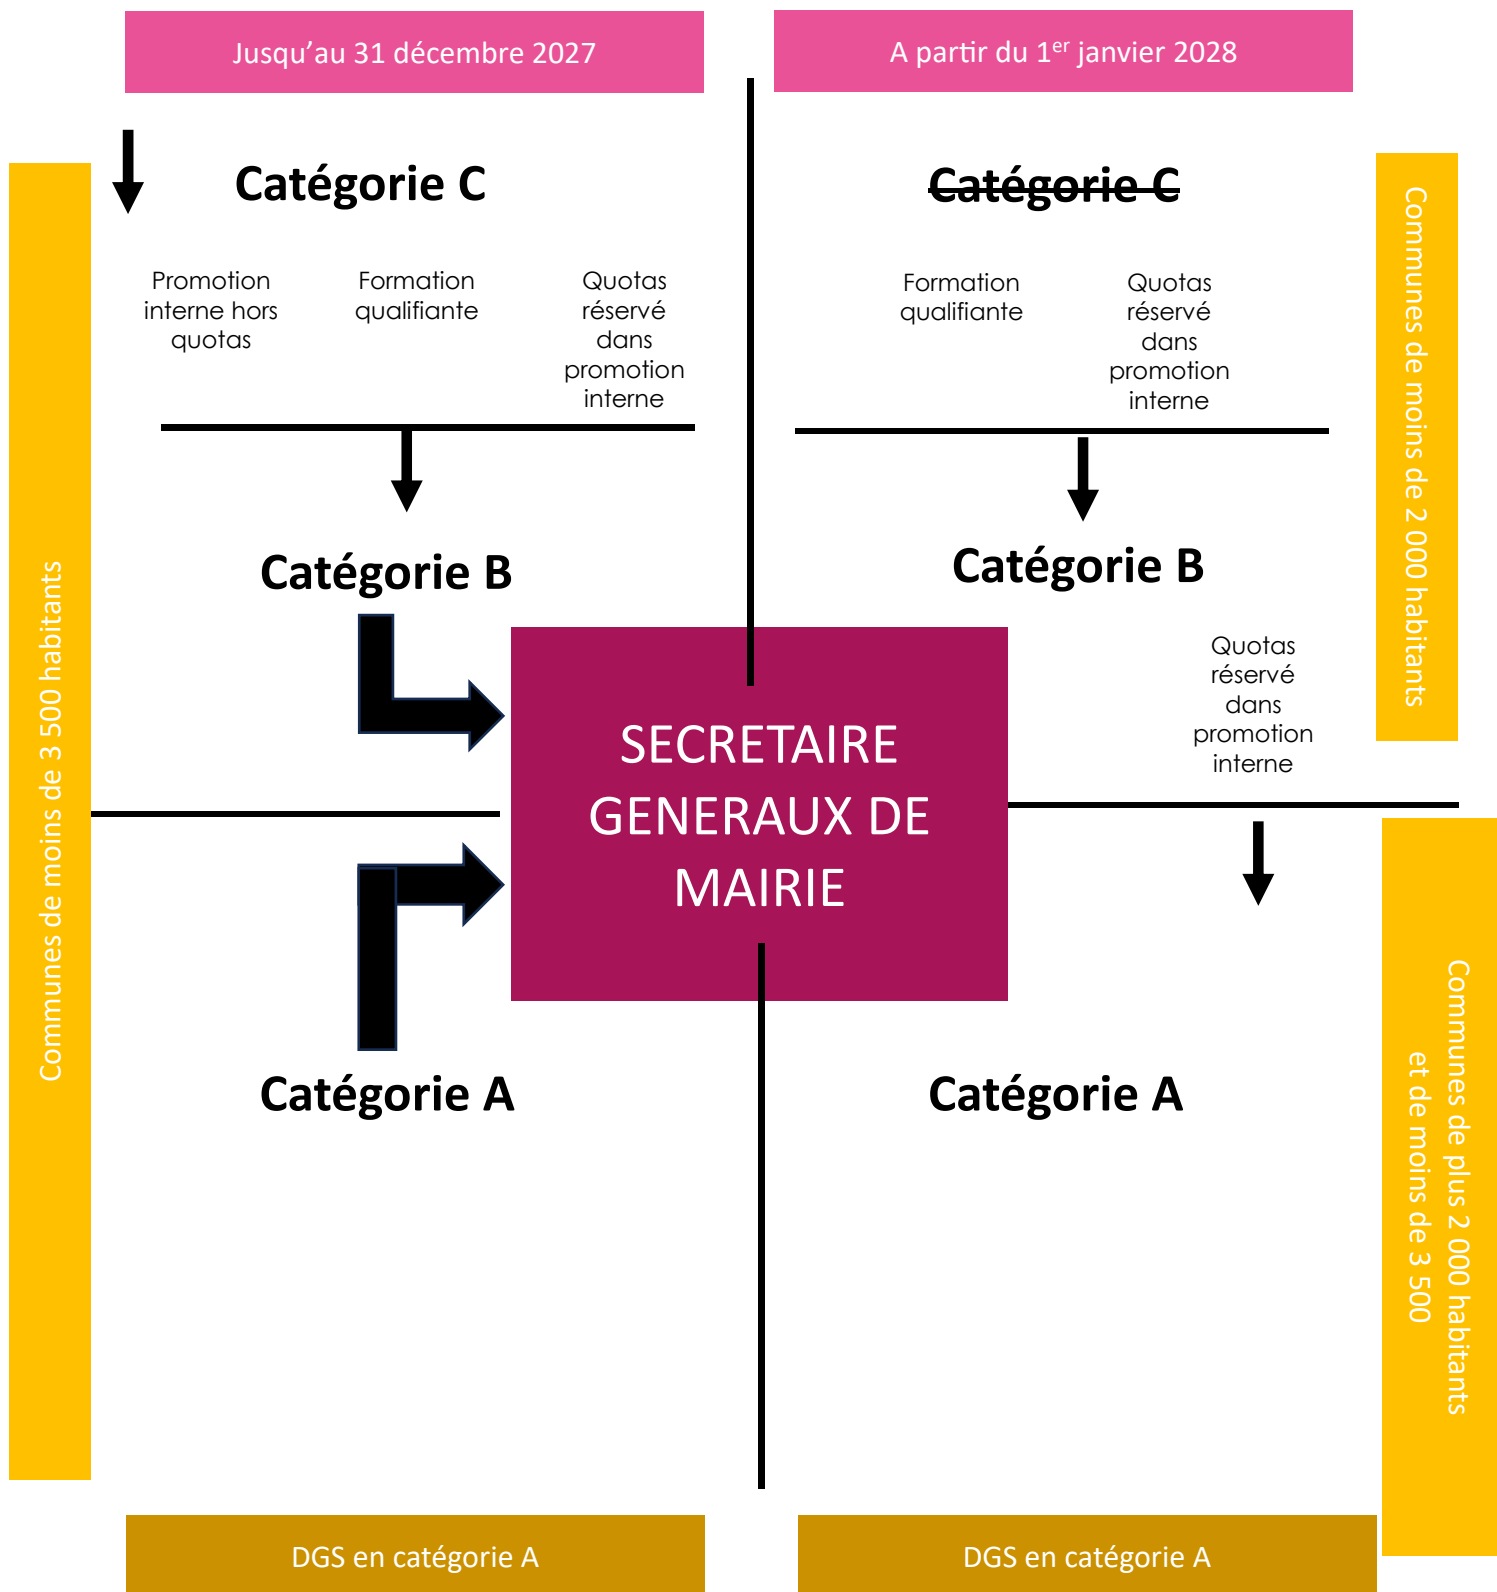 Jusqu'au 31 décembre 2027
A partir du 1er janvier 2028
Communes de moins de 3 500 habitants
Catégorie C
Promotion
interne hors
quotas
Formation
qualifiante
Quotas
réservé
dans
promotion
interne
Catégorie B
Catégorie A
SECRETAIRE
GENERAUX DE
MAIRIE
Catégorie C
Formation
qualifiante
Quotas
réservé
dans
promotion
interne
Catégorie B
Quotas
réservé
dans
promotion
interne
Catégorie A
Communes de moins de 2 000 habitants
Communes de plus 2 000 habitants
et de moins de 3 500
DGS en catégorie A
DGS en catégorie A